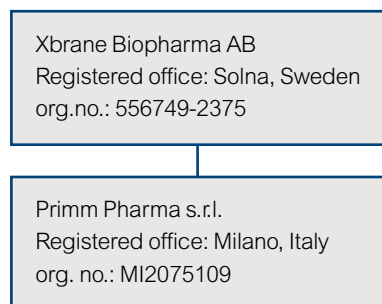 Xbrane Biopharma AB
Registered office: Solna, Sweden
org.no.: 556749-2375
Primm Pharma s.r.l.
Registered office: Milano, Italy
org. no.: MI2075109